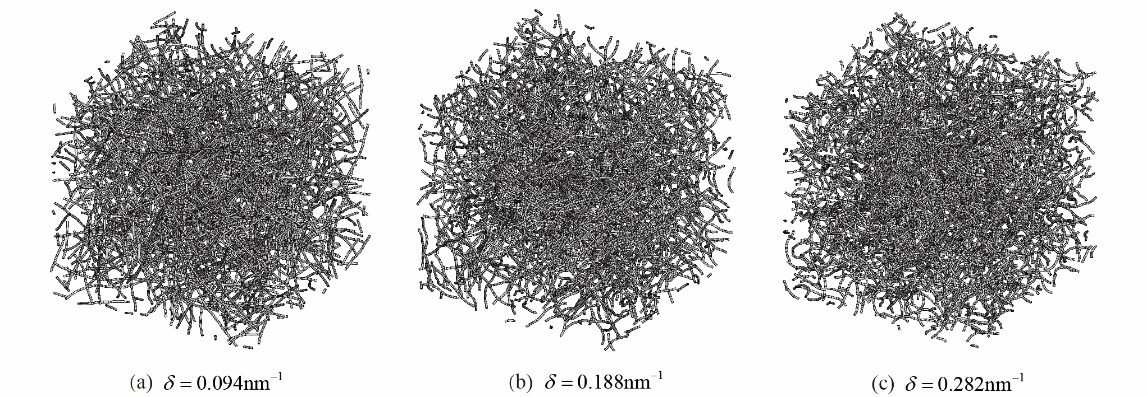 (a) δ = 0.094nm⁻¹
(b) δ = 0.188nm⁻¹
(c) δ = 0.282nm⁻¹